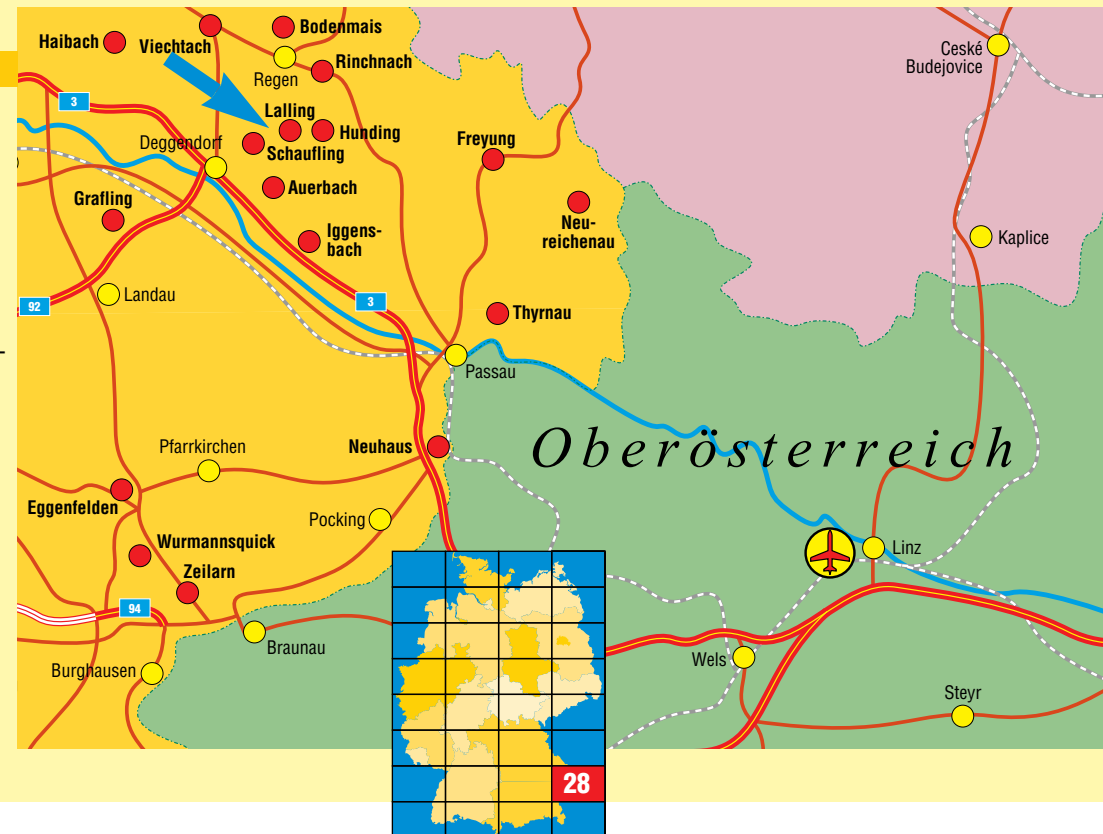 Bodenmais
Haibach
Viechtach
Ceské
Budejovice
Rinchnach
Regen
3
Lalling
Hunding
Freyung
Deggendorf
Schaufling
Auerbach
Grafling
Neu-
reichenau
Iggens-
bach
Kaplice
Landau
92
3
Thyrnau
Passau
Oberösterreich
Pfarrkirchen
Neuhaus
Eggenfelden
Pocking
Wurmannsquick
Linz
Zeilarn
94
Braunau
Wels
Burghausen
Steyr
28